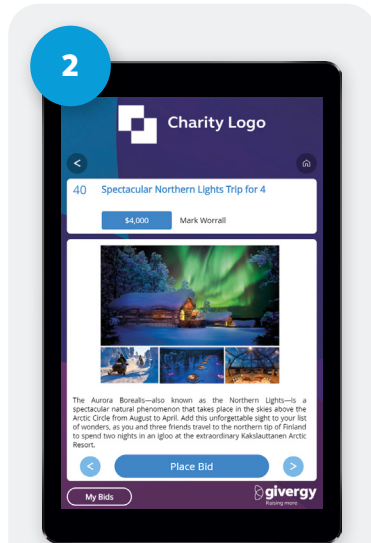 2
Charity Logo
<
40 Spectacular Northern Lights Trip for 4
$4,000 Mark Worrall
The Aurora Borealis—also known as the Northern Lights—is a
spectacular natural phenomenon that takes place in the skies above the
Arctic Circle from August to April. Add this unforgettable sight to your list
of wonders, as you and three friends travel to the northern tip of Finland
to spend two nights in an igloo at the extraordinary Kakslauttanen Arctic
Resort.
< Place Bid >
My Bids
givergy
Raising more